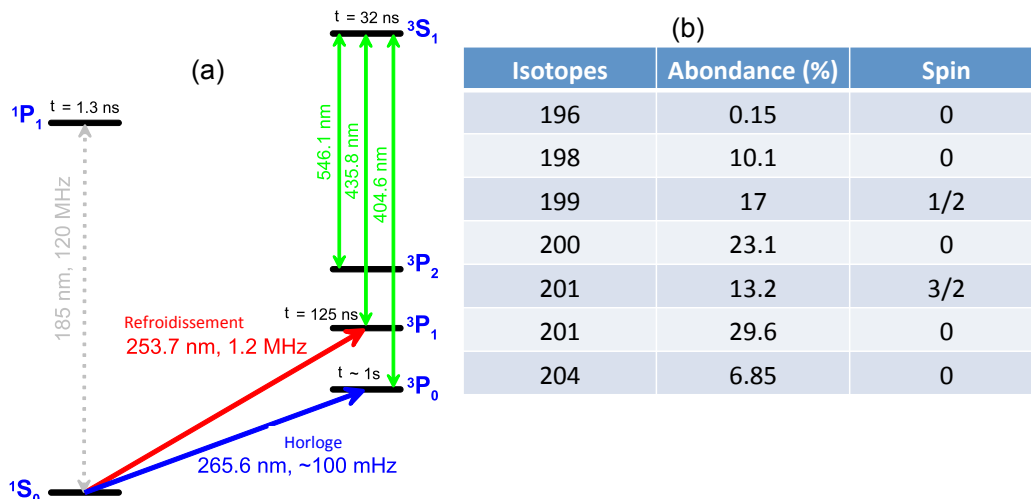 (a)
t = 32 ns
³S₁
t = 1.3 ns
¹P₁
185 nm, 120 MHz
546.1 nm
435.8 nm
404.6 nm
³P₂
t = 125 ns
³P₁
t ~ 1s
³P₀
Refroidissement
253.7 nm, 1.2 MHz
Horloge
265.6 nm, ~100 mHz
¹S₀
(b)
Isotopes Abondance (%) Spin
196 0.15 0
198 10.1 0
199 17 1/2
200 23.1 0
201 13.2 3/2
201 29.6 0
204 6.85 0